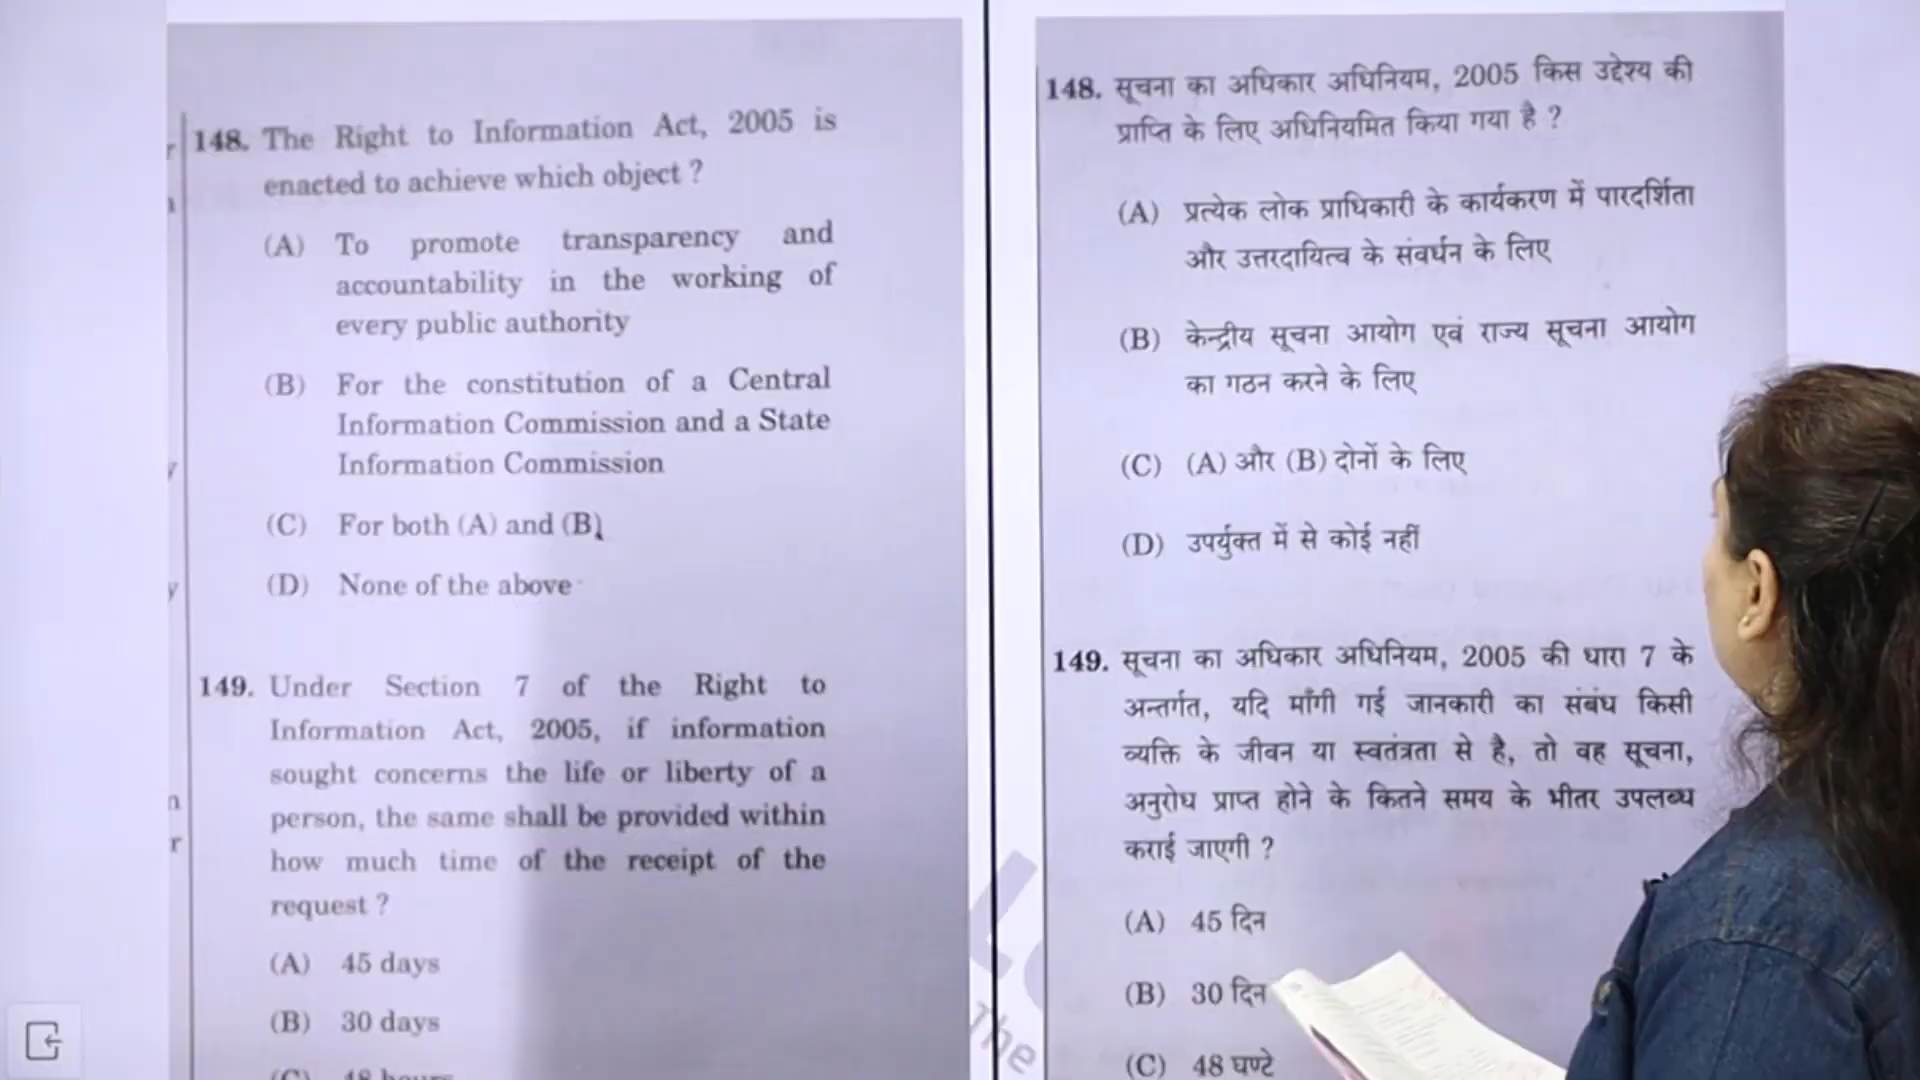 148. The Right to Information Act, 2005 is
enacted to achieve which object ?
(A) To promote transparency and
accountability in the working of
every public authority
(B) For the constitution of a Central
Information Commission and a State
Information Commission
(C) For both (A) and (B)
(D) None of the above
149. Under Section 7 of the Right to
Information Act, 2005, if information
sought concerns the life or liberty of a
person, the same shall be provided within
how much time of the receipt of the
request ?
(A) 45 days
(B) 30 days
(C) 48 hours
148. सूचना का अधिकार अधिनियम, 2005 किस उद्देश्य की
प्राप्ति के लिए अधिनियमित किया गया है ?
(A) प्रत्येक लोक प्राधिकारी के कार्यकरण में पारदर्शिता
और उत्तरदायित्व के संवर्धन के लिए
(B) केन्द्रीय सूचना आयोग एवं राज्य सूचना आयोग
का गठन करने के लिए
(C) (A) और (B) दोनों के लिए
(D) उपर्युक्त में से कोई नहीं
149. सूचना का अधिकार अधिनियम, 2005 की धारा 7 के
अन्तर्गत, यदि माँगी गई जानकारी का संबंध किसी
व्यक्ति के जीवन या स्वतंत्रता से है, तो वह सूचना,
अनुरोध प्राप्त होने के कितने समय के भीतर उपलब्ध
कराई जाएगी ?
(A) 45 दिन
(B) 30 दिन
(C) 48 घण्टे
The